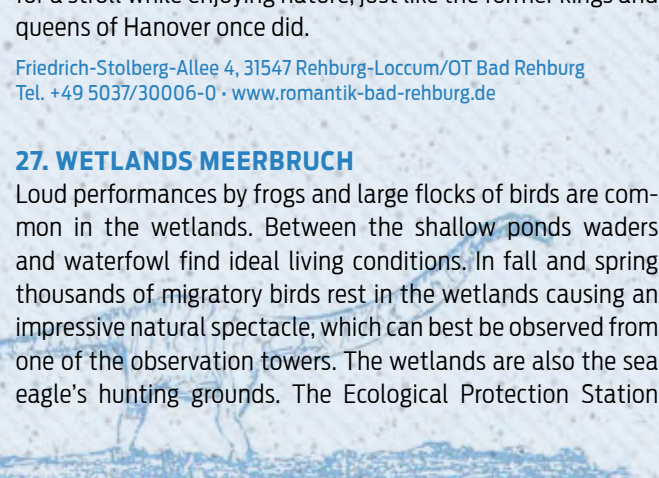 for a stroll while enjoying nature, just like the former kings and
queens of Hanover once did.
Friedrich-Stolberg-Allee 4, 31547 Rehburg-Loccum/OT Bad Rehburg
Tel. +49 5037/30006-0 · www.romantik-bad-rehburg.de
27. WETLANDS MEERBRUCH
Loud performances by frogs and large flocks of birds are com-
mon in the wetlands. Between the shallow ponds waders
and waterfowl find ideal living conditions. In fall and spring
thousands of migratory birds rest in the wetlands causing an
impressive natural spectacle, which can best be observed from
one of the observation towers. The wetlands are also the sea
eagle's hunting grounds. The Ecological Protection Station